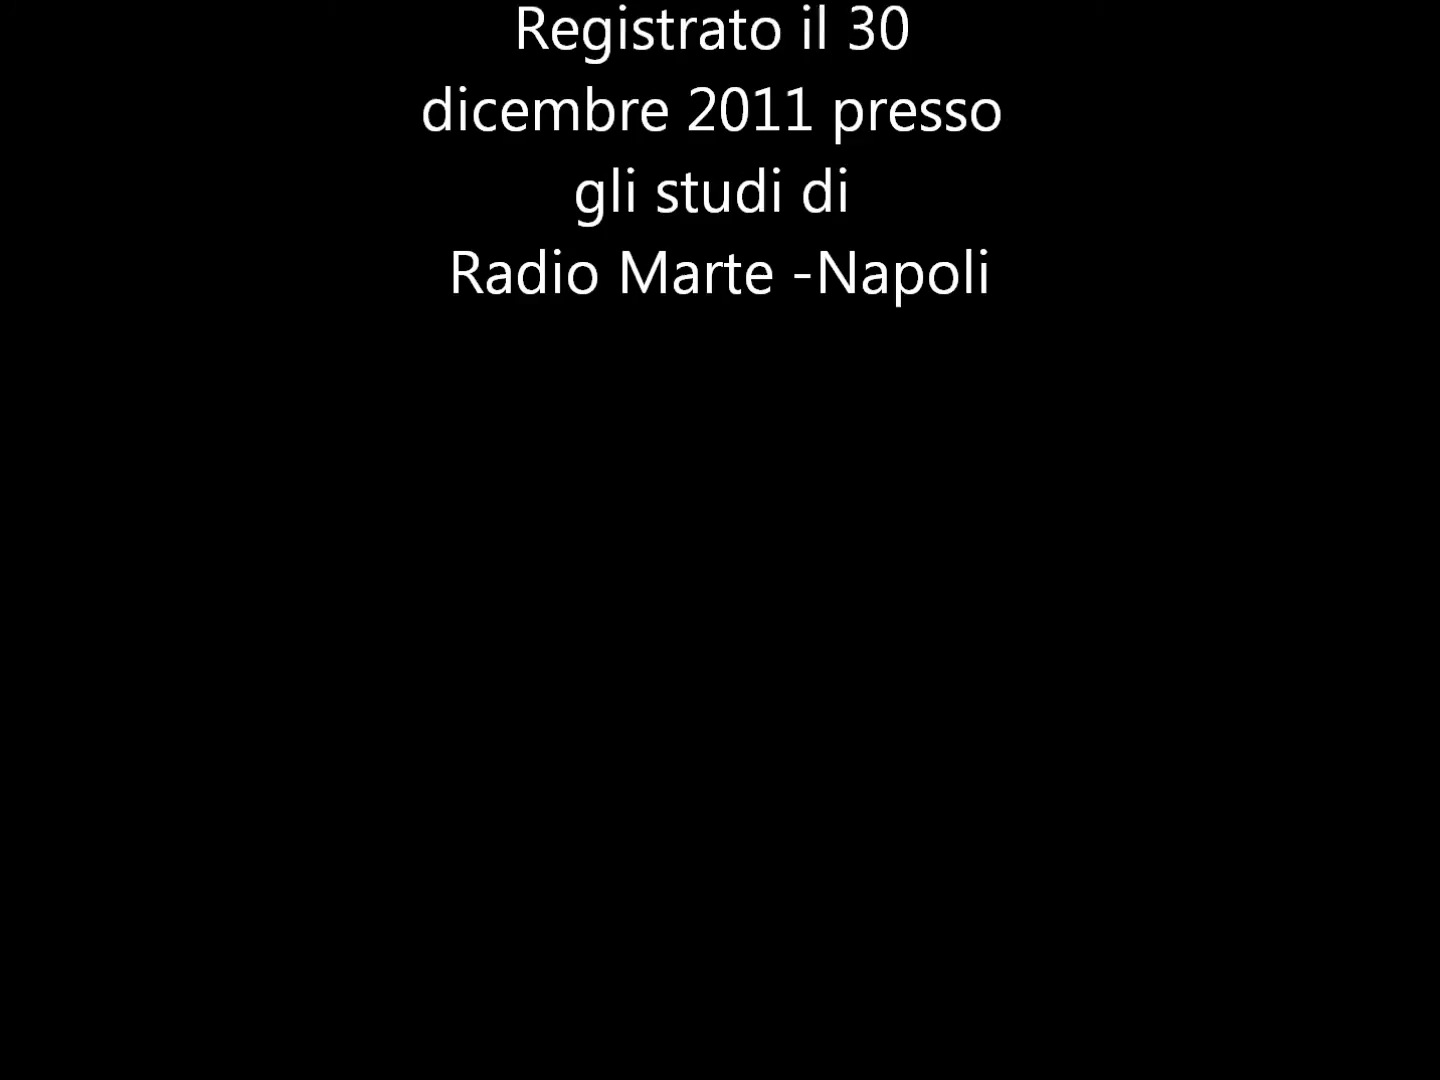 Registrato il 30
dicembre 2011 presso
gli studi di
Radio Marte -Napoli